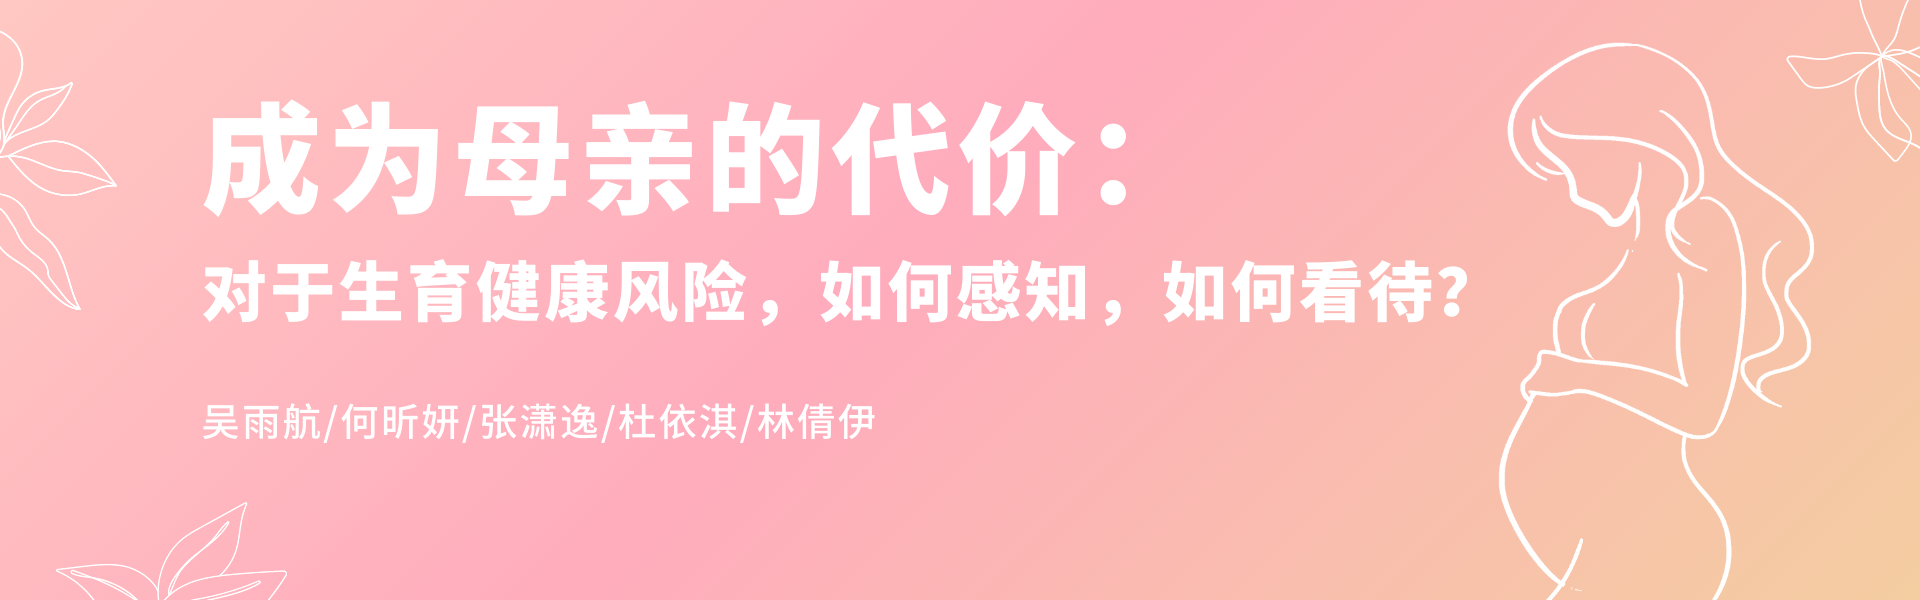 成为母亲的代价：
对于生育健康风险，如何感知，如何看待？
吴雨航/何昕妍/张潇逸/杜依淇/林倩伊